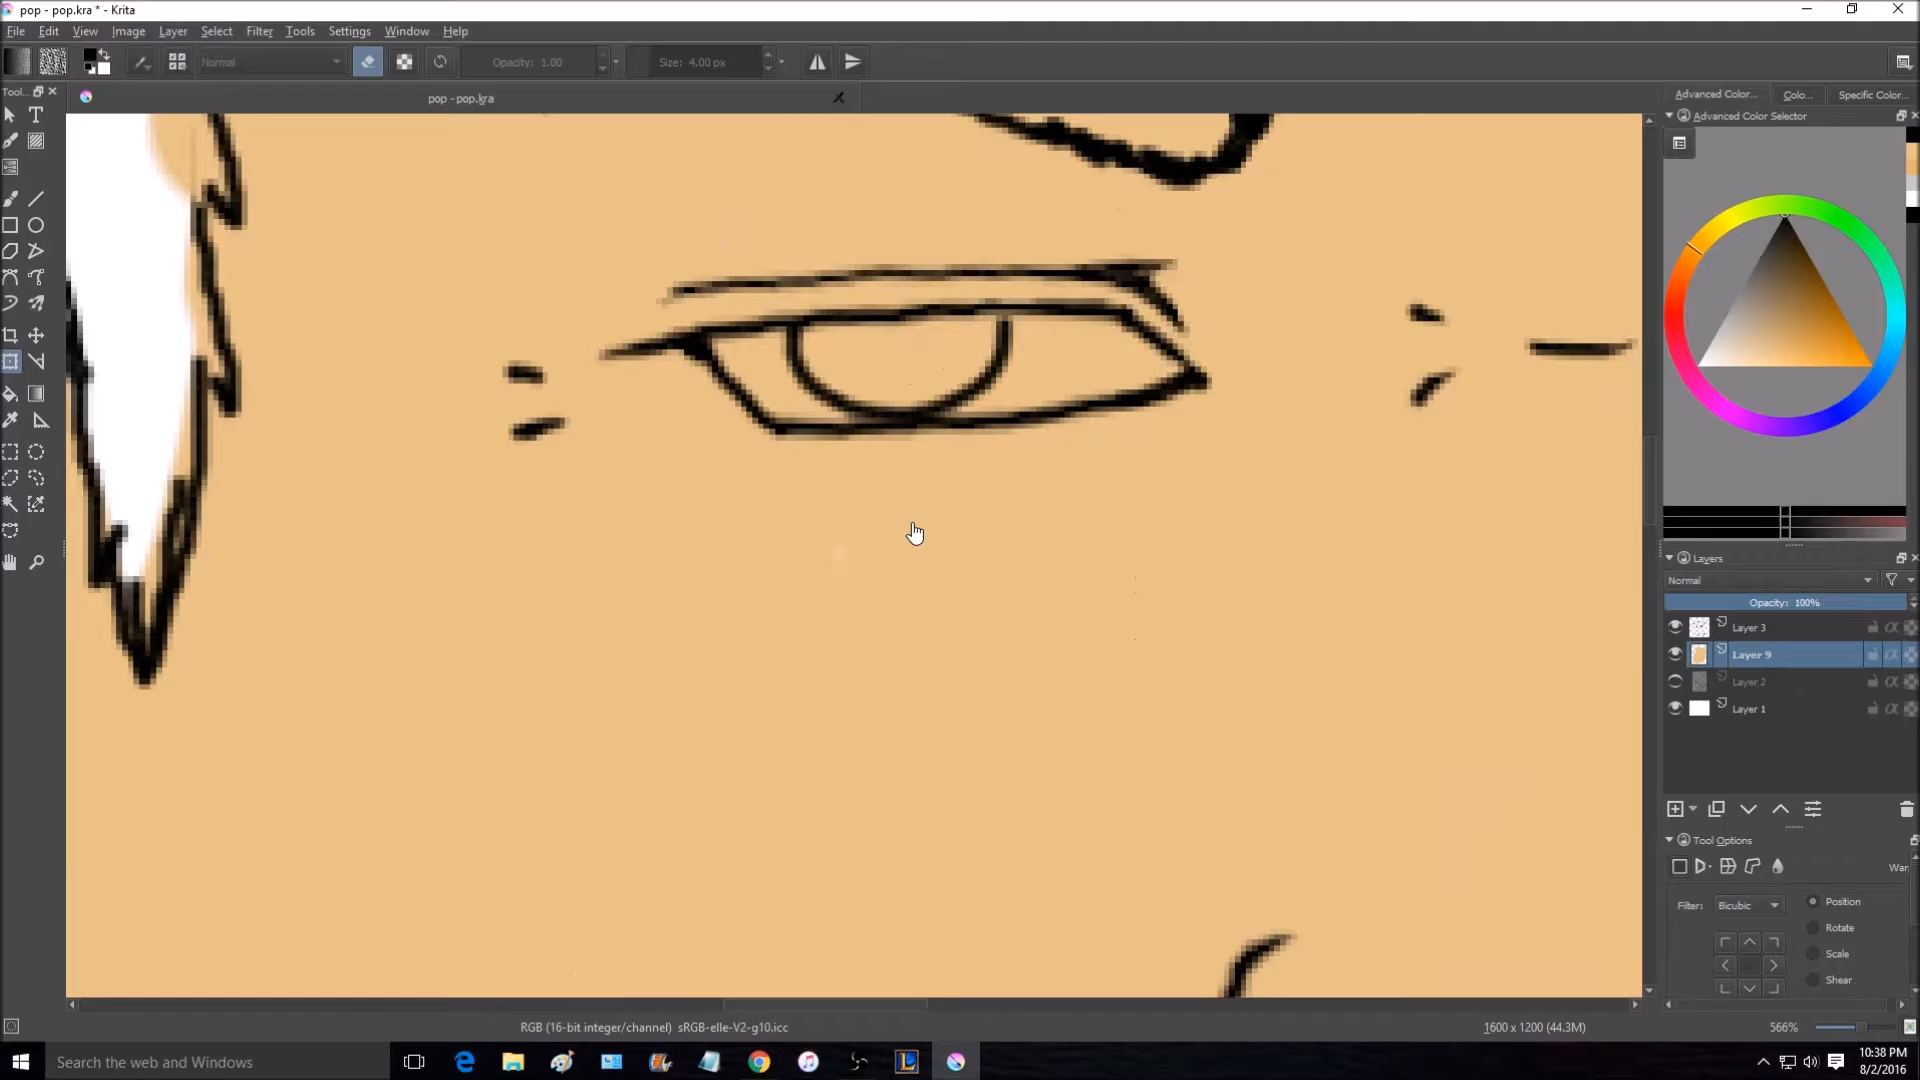 pop - pop.kra * - Krita
File Edit View Image Layer Select Filter Tools Settings Window Help
Normal Opacity: 1.00 Size: 4.00 px
Tool... pop - pop.kra Advanced Color... Colo... Specific Color...
Advanced Color Selector
Layers
Normal
Opacity: 100%
Layer 3
Layer 9
Layer 2
Layer 1
Tool Options
War
Filter: Bicubic Position
Rotate
Scale
Shear
RGB (16-bit integer/channel) sRGB-elle-V2-g10.icc 1600 x 1200 (44.3M) 566%
Search the web and Windows 10:38 PM
8/2/2016